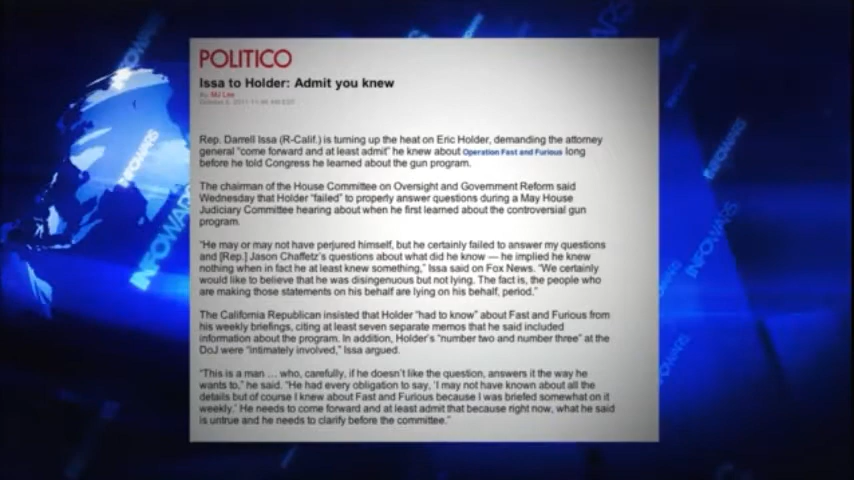 POLITICO
Issa to Holder: Admit you knew
By MJ Lee
Rep. Darrell Issa (R-Calif.) is turning up the heat on Eric Holder, demanding the attorney
general "come forward and at least admit" he knew about Operation Fast and Furious long
before he told Congress he learned about the gun program.
The chairman of the House Committee on Oversight and Government Reform said
Wednesday that Holder "failed" to properly answer questions during a May House
Judiciary Committee hearing about when he first learned about the controversial gun
program.
"He may or may not have perjured himself, but he certainly failed to answer my questions
and [Rep.] Jason Chaffetz's questions about what did he know — he implied he knew
nothing when in fact he at least knew something," Issa said on Fox News. "We certainly
would like to believe that he was disingenuous but not lying. The fact is, the people who
are making those statements on his behalf are lying on his behalf, period."
The California Republican insisted that Holder "had to know" about Fast and Furious from
his weekly briefings, citing at least seven separate memos that he said included
information about the program. In addition, Holder's "number two and number three" at the
DoJ were "intimately involved," Issa argued.
"This is a man ... who, carefully, if he doesn't like the question, answers it the way he
wants to," he said. "He had every obligation to say, 'I may not have known about all the
details but of course I knew about Fast and Furious because I was briefed somewhat on it
weekly.' He needs to come forward and at least admit that because right now, what he said
is untrue and he needs to clarify before the committee."
INFOWARS
INFOWARS
INFOWARS
INFOWARS
INFOWARS
INFOWARS